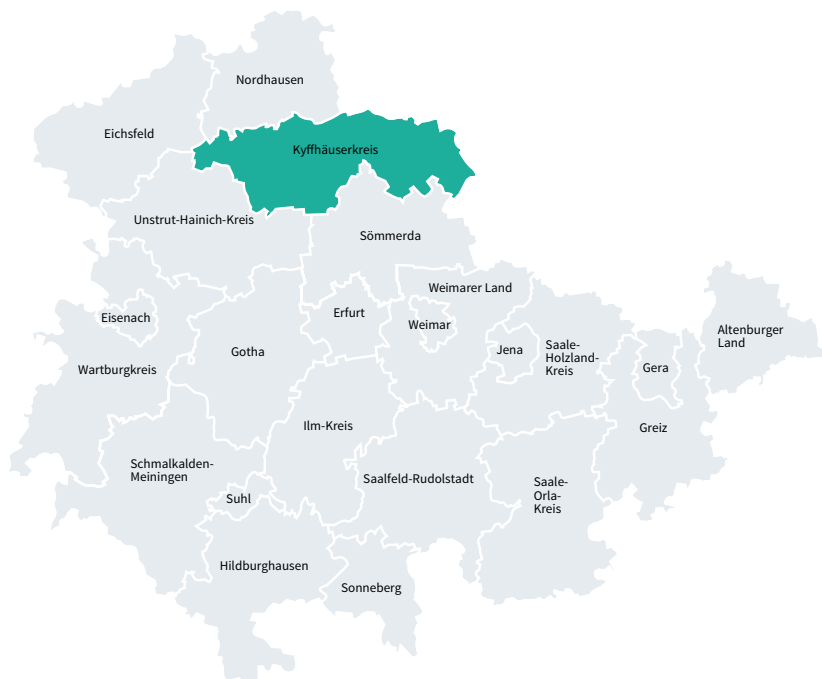 Nordhausen
Eichsfeld
Kyffhäuserkreis
Unstrut-Hainich-Kreis
Sömmerda
Weimarer Land
Eisenach
Erfurt
Weimar
Altenburger
Land
Gotha
Jena
Saale-
Holzland-
Kreis
Wartburgkreis
Gera
Ilm-Kreis
Greiz
Schmalkalden-
Meiningen
Saalfeld-Rudolstadt
Saale-
Orla-
Kreis
Suhl
Hildburghausen
Sonneberg